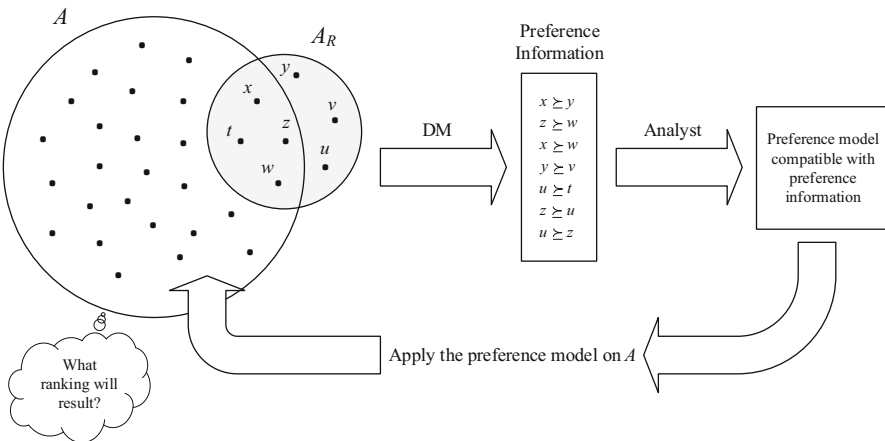 A
A_R
x
y
v
t
z
u
w
DM
Preference
Information
x ⪰ y
z ⪰ w
x ⪰ w
y ⪰ v
u ⪰ t
z ⪰ u
u ⪰ z
Analyst
Preference model
compatible with
preference
information
Apply the preference model on A
What
ranking will
result?